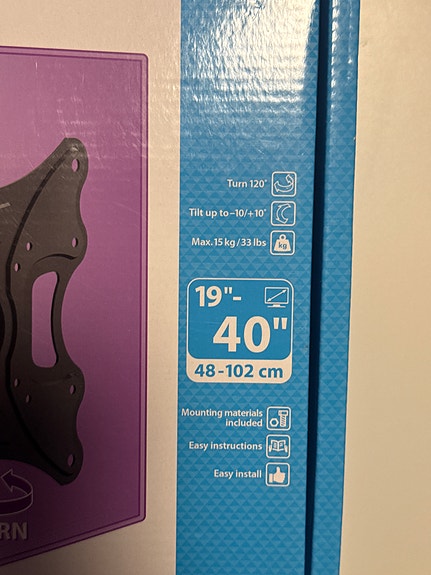 Turn 120°
Tilt up to –10/+10°
Max. 15 kg / 33 lbs
kg
19"-
40"
48-102 cm
Mounting materials
included
Easy instructions
Easy install
RN